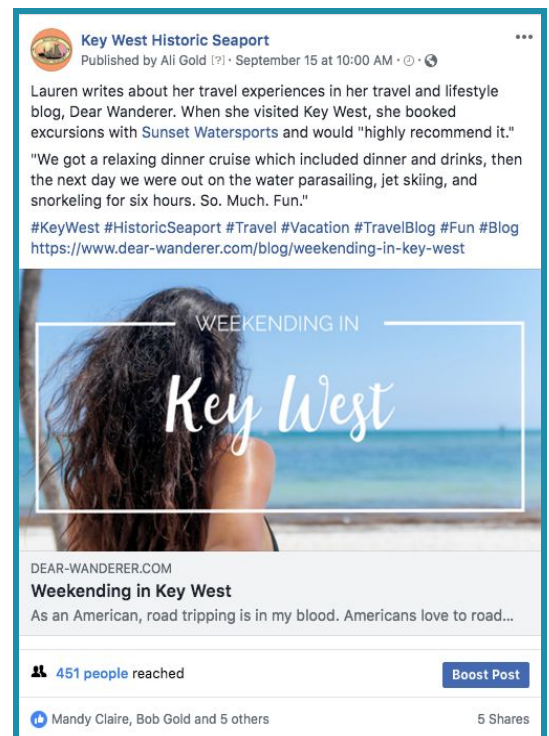 Key West Historic Seaport
Published by Ali Gold [?] · September 15 at 10:00 AM ·
Lauren writes about her travel experiences in her travel and lifestyle
blog, Dear Wanderer. When she visited Key West, she booked
excursions with Sunset Watersports and would "highly recommend it."
"We got a relaxing dinner cruise which included dinner and drinks, then
the next day we were out on the water parasailing, jet skiing, and
snorkeling for six hours. So. Much. Fun."
#KeyWest #HistoricSeaport #Travel #Vacation #TravelBlog #Fun #Blog
https://www.dear-wanderer.com/blog/weekending-in-key-west
WEEKENDING IN
Key West
DEAR-WANDERER.COM
Weekending in Key West
As an American, road tripping is in my blood. Americans love to road...
451 people reached
Boost Post
Mandy Claire, Bob Gold and 5 others
5 Shares